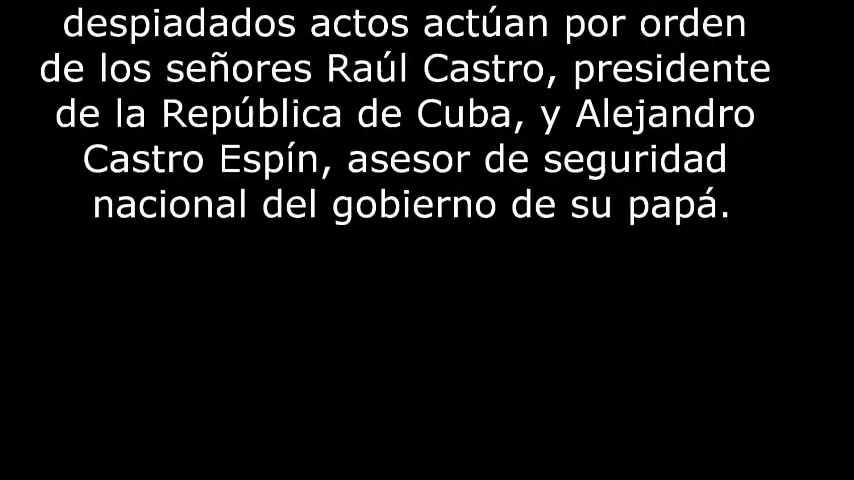 despiadados actos actúan por orden
de los señores Raúl Castro, presidente
de la República de Cuba, y Alejandro
Castro Espín, asesor de seguridad
nacional del gobierno de su papá.